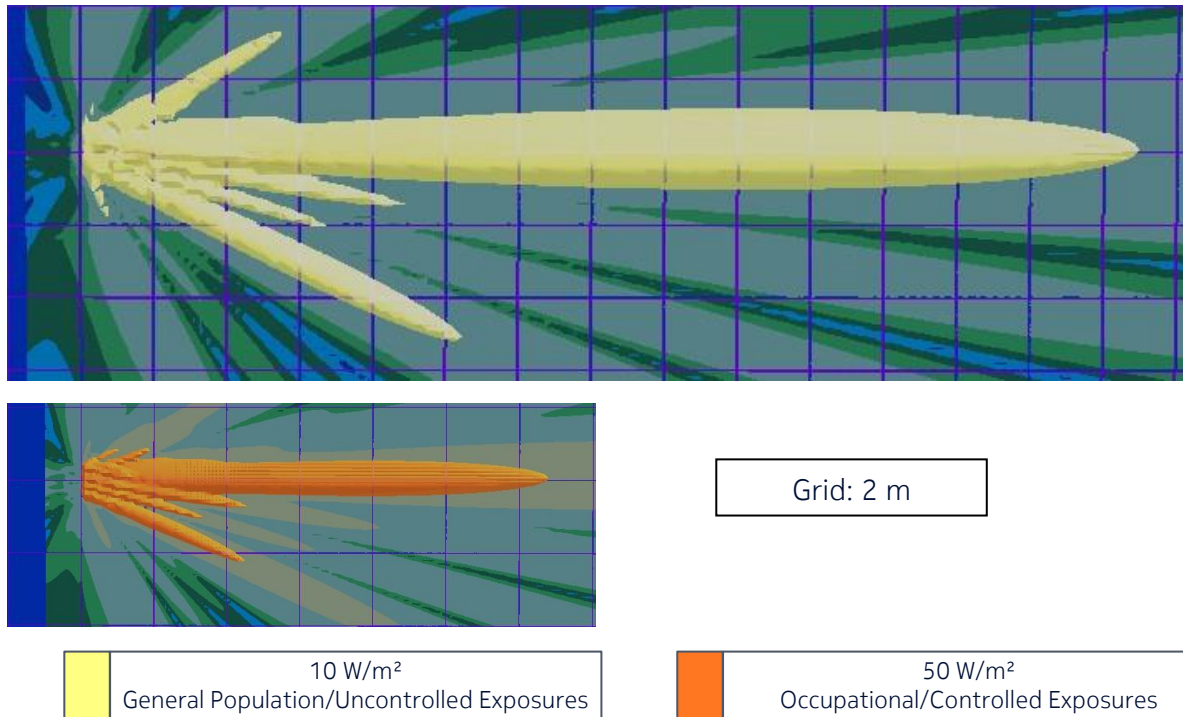 Grid: 2 m
10 W/m²
General Population/Uncontrolled Exposures
50 W/m²
Occupational/Controlled Exposures